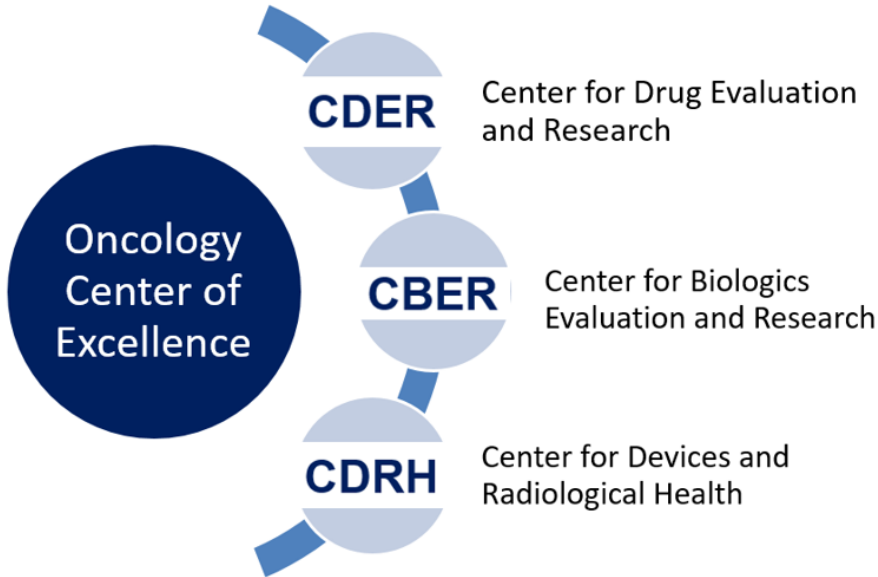 Oncology
Center of
Excellence
CDER
Center for Drug Evaluation
and Research
CBER
Center for Biologics
Evaluation and Research
CDRH
Center for Devices and
Radiological Health